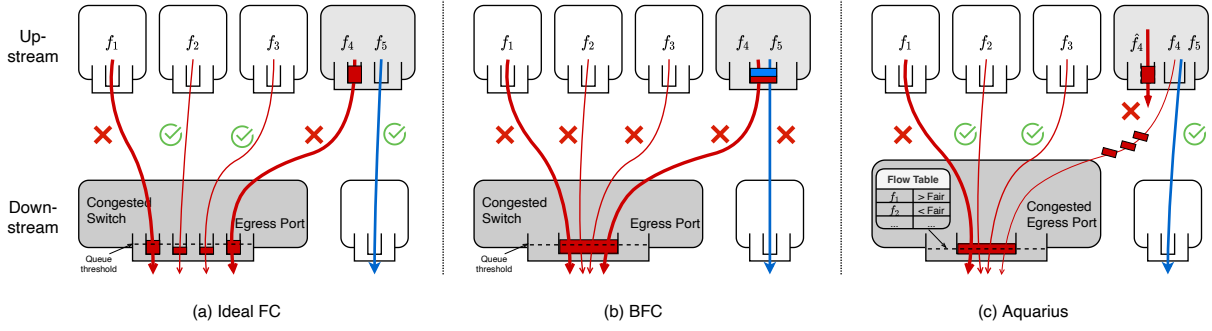 Up-
stream
f1
f2
f3
f4
f5
Down-
stream
Congested
Switch
Egress Port
Queue
threshold
(a) Ideal FC
f1
f2
f3
f4
f5
Congested
Switch
Egress Port
Queue
threshold
(b) BFC
f1
f2
f3
f̂4
f4
f5
Flow Table
f1 > Fair
f2 < Fair
... ...
Congested
Egress Port
Queue
threshold
(c) Aquarius